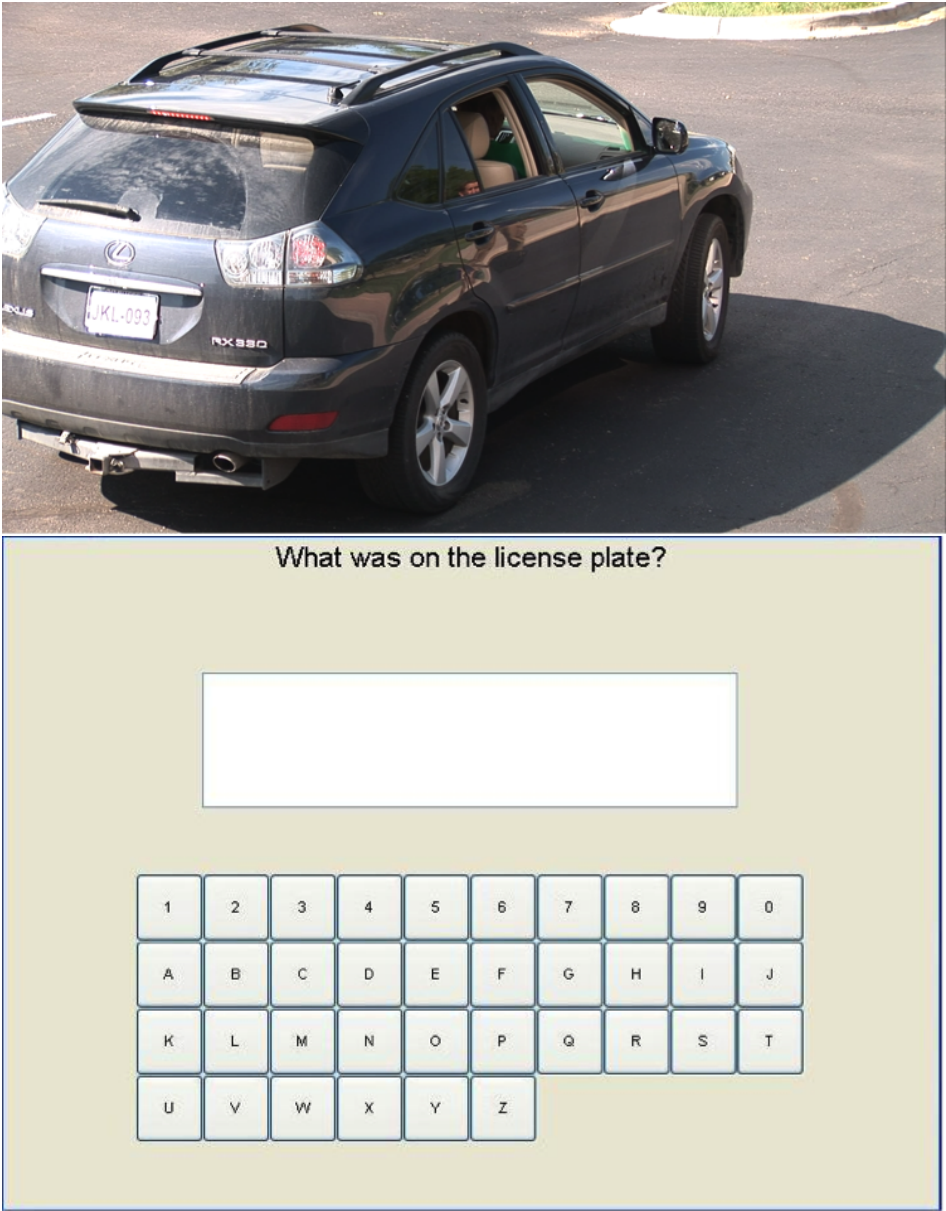 JKL-093
RX330
What was on the license plate?
1 2 3 4 5 6 7 8 9 0
A B C D E F G H I J
K L M N O P Q R S T
U V W X Y Z